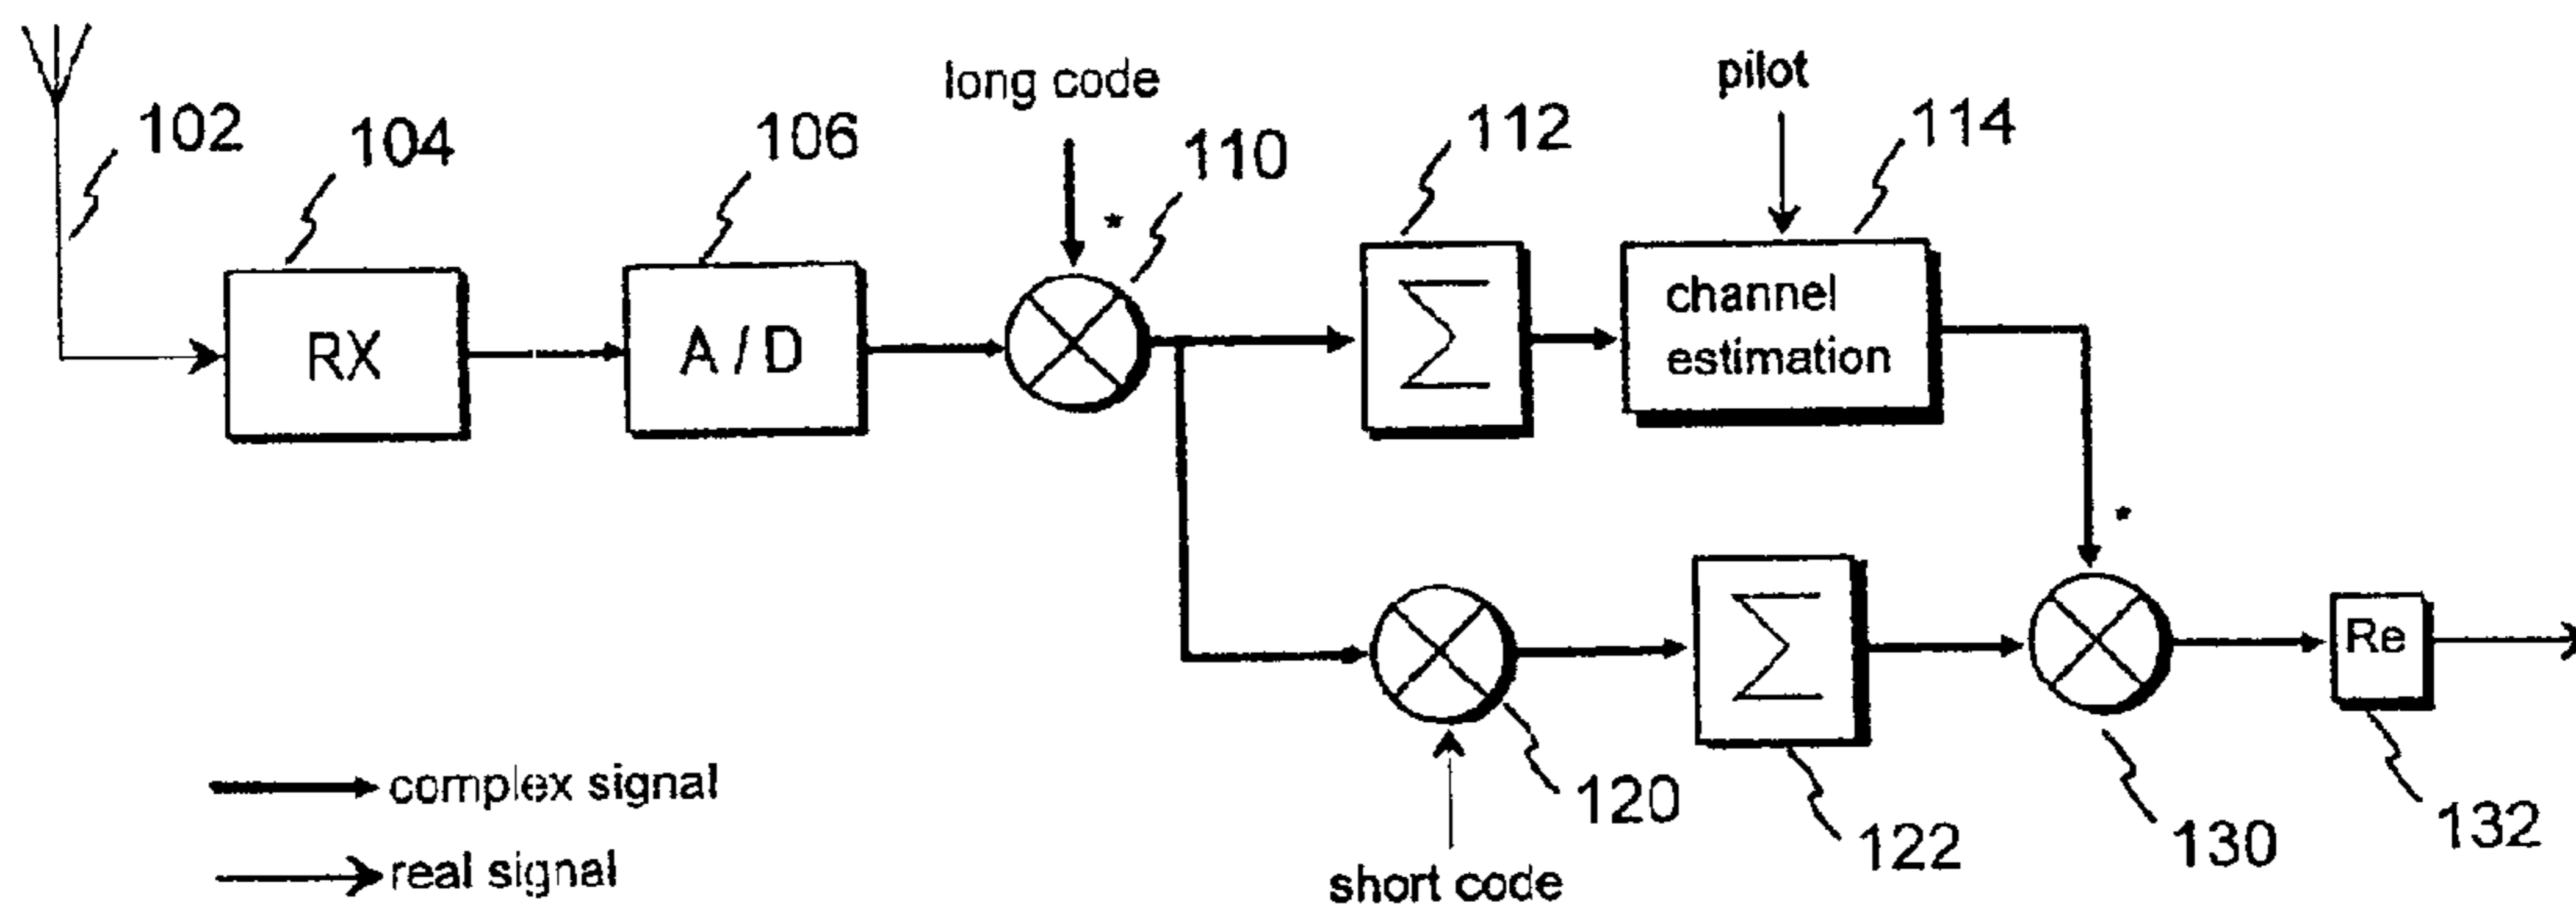 long code
pilot
102
104
106
*
110
112
114
RX
A / D
Σ
channel
estimation
*
Σ
Re
complex signal
real signal
120
short code
122
130
132